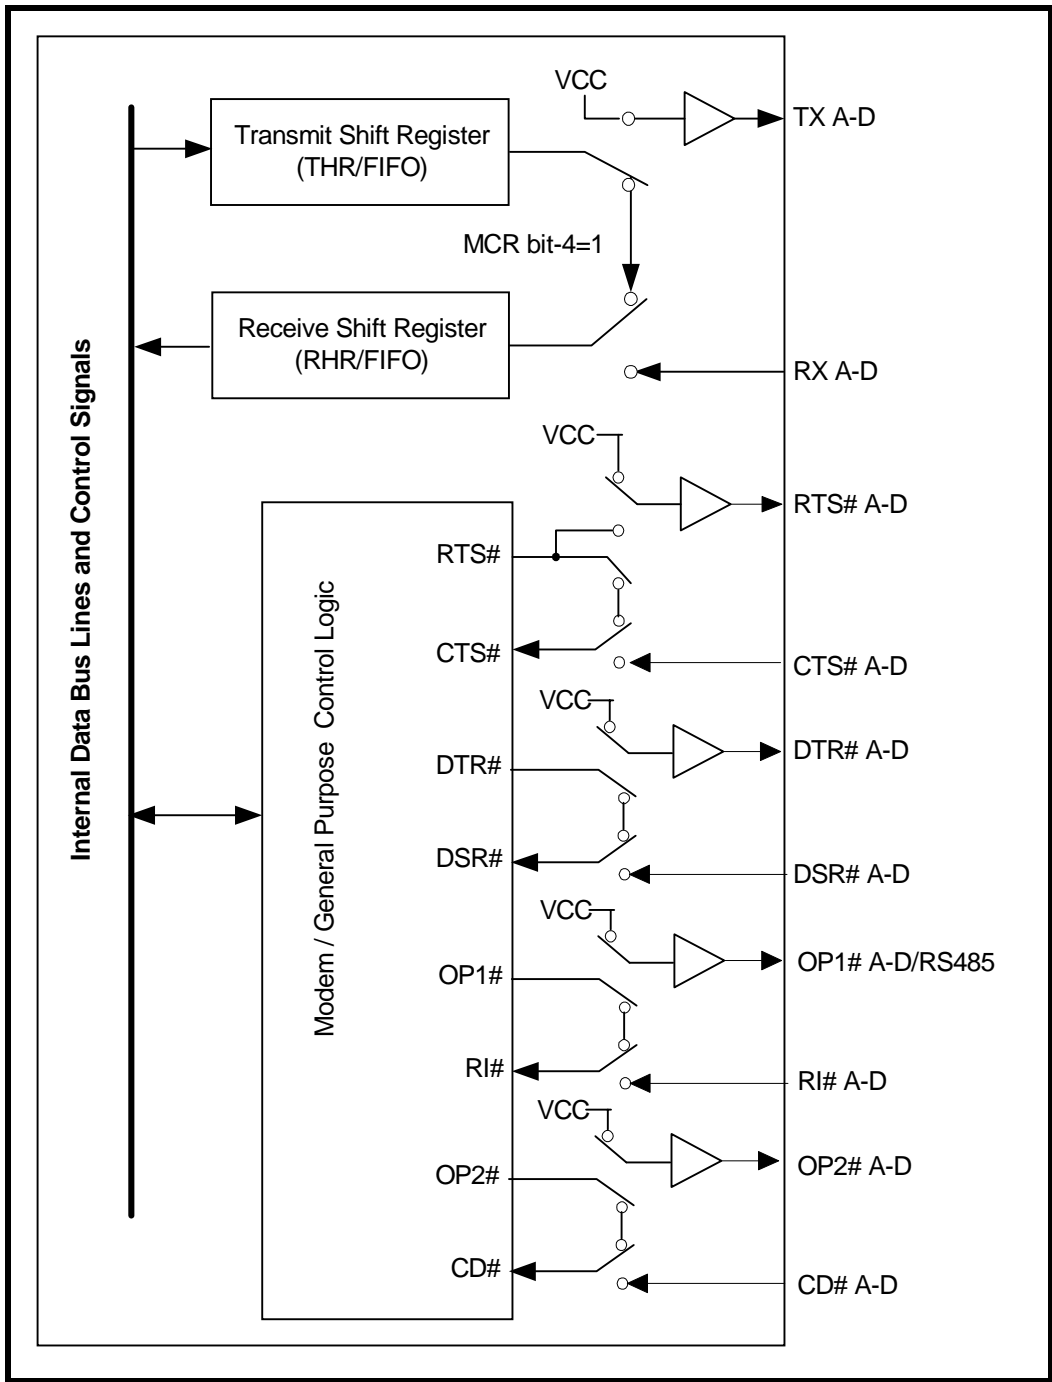 VCC
TX A-D
Transmit Shift Register
(THR/FIFO)
MCR bit-4=1
Receive Shift Register
(RHR/FIFO)
RX A-D
Internal Data Bus Lines and Control Signals
VCC
RTS# A-D
RTS#
Modem / General Purpose Control Logic
CTS#
CTS# A-D
VCC
DTR# A-D
DTR#
DSR#
DSR# A-D
VCC
OP1# A-D/RS485
OP1#
RI#
RI# A-D
VCC
OP2# A-D
OP2#
CD#
CD# A-D